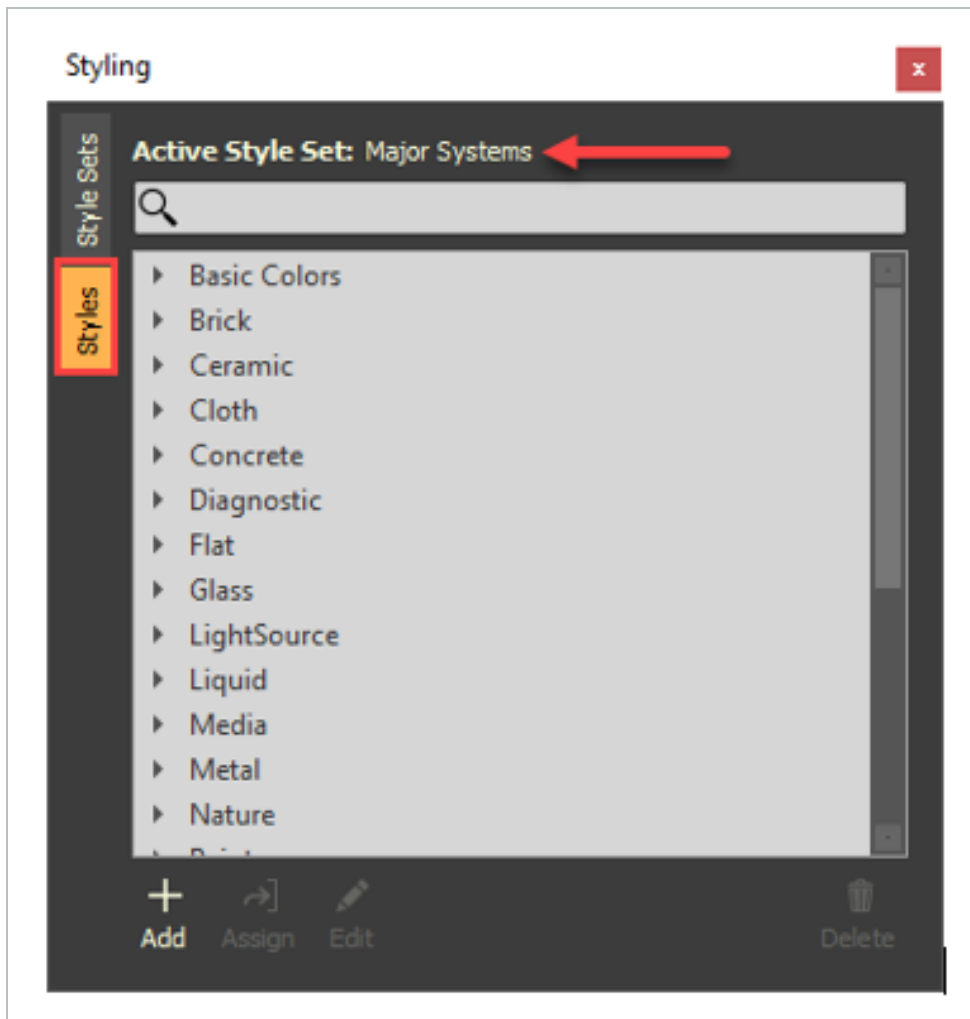 Styling
x
Style Sets
Styles
Active Style Set: Major Systems
Basic Colors
Brick
Ceramic
Cloth
Concrete
Diagnostic
Flat
Glass
LightSource
Liquid
Media
Metal
Nature
Add Assign Edit Delete